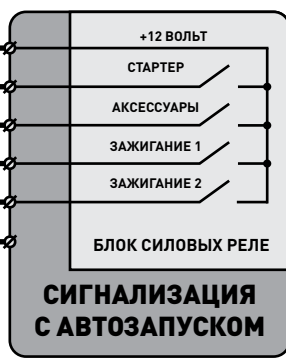 +12 ВОЛЬТ
СТАРТЕР
АКСЕССУАРЫ
ЗАЖИГАНИЕ 1
ЗАЖИГАНИЕ 2
БЛОК СИЛОВЫХ РЕЛЕ
СИГНАЛИЗАЦИЯ
С АВТОЗАПУСКОМ